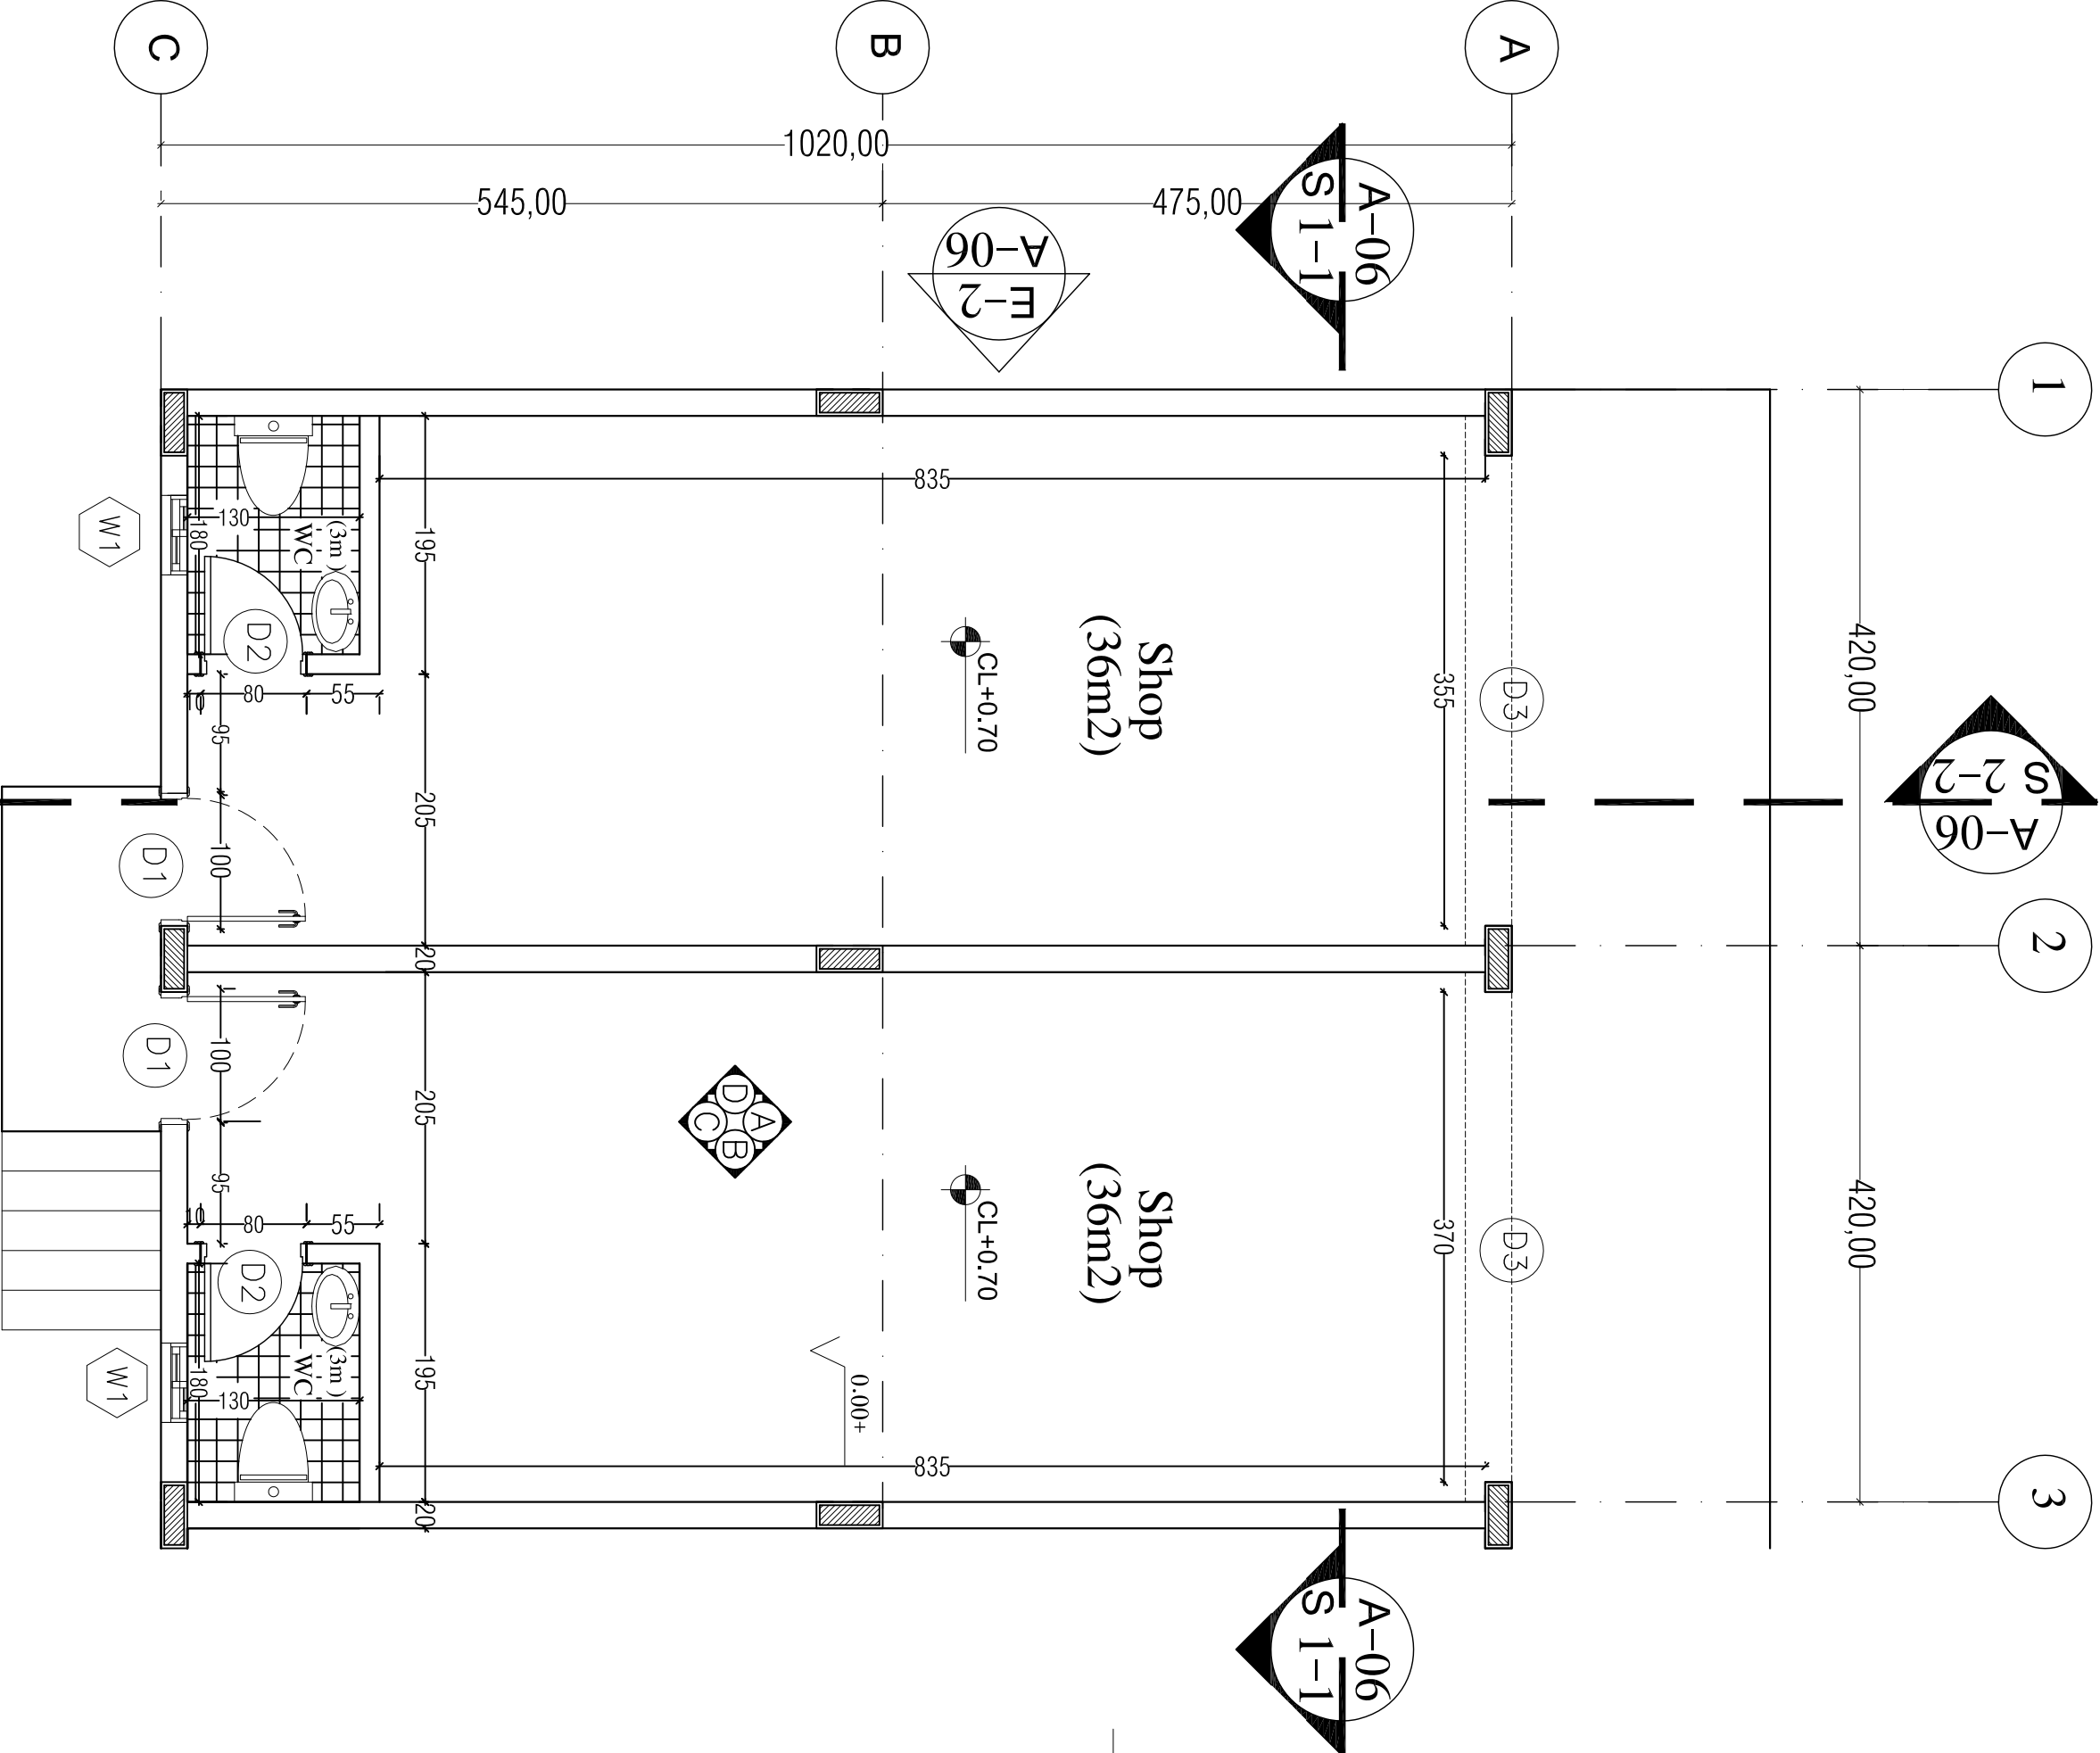 C
B
A
1020,00
545,00
475,00
A-06
S 1-1
A-06
E-2
1
W1
130
180
WC
(3m )
D2
10
80
55
95
195
835
Shop
(36m2)
CL+0.70
355
D3
420,00
S 2-2
A-06
D1
100
205
2
20
D1
100
205
95
D
A
B
C
Shop
(36m2)
CL+0.70
370
D3
420,00
10
80
55
D2
WC
(3m )
W1
130
180
195
0.00+
835
20
3
A-06
S 1-1